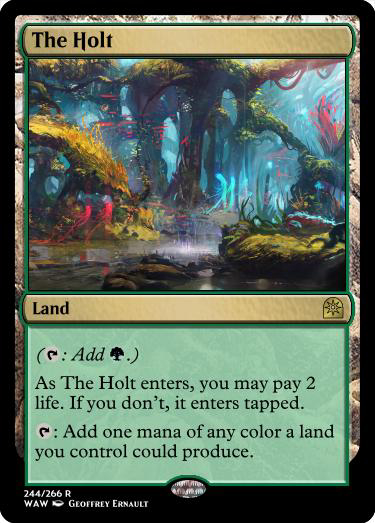 The Holt
Land
(T: Add G.)
As The Holt enters, you may pay 2
life. If you don't, it enters tapped.
: Add one mana of any color a land
you control could produce.
244/266 R
WAW Geoffrey Ernault